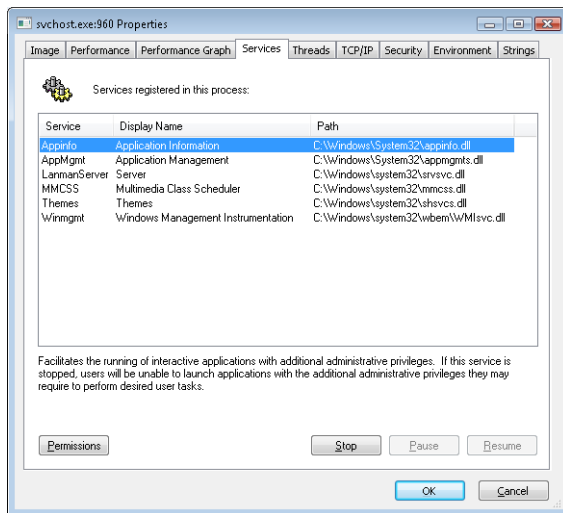 svchost.exe:960 Properties
Image Performance Performance Graph Services Threads TCP/IP Security Environment Strings
Services registered in this process:
Service Display Name Path
Appinfo Application Information C:\Windows\System32\appinfo.dll
AppMgmt Application Management C:\Windows\System32\appmgmts.dll
LanmanServer Server C:\Windows\system32\srvsvc.dll
MMCSS Multimedia Class Scheduler C:\Windows\system32\mmcss.dll
Themes Themes C:\Windows\system32\shsvcs.dll
Winmgmt Windows Management Instrumentation C:\Windows\system32\wbem\WMIsvc.dll
Facilitates the running of interactive applications with additional administrative privileges. If this service is
stopped, users will be unable to launch applications with the additional administrative privileges they may
require to perform desired user tasks.
Permissions Stop Pause Resume
OK Cancel